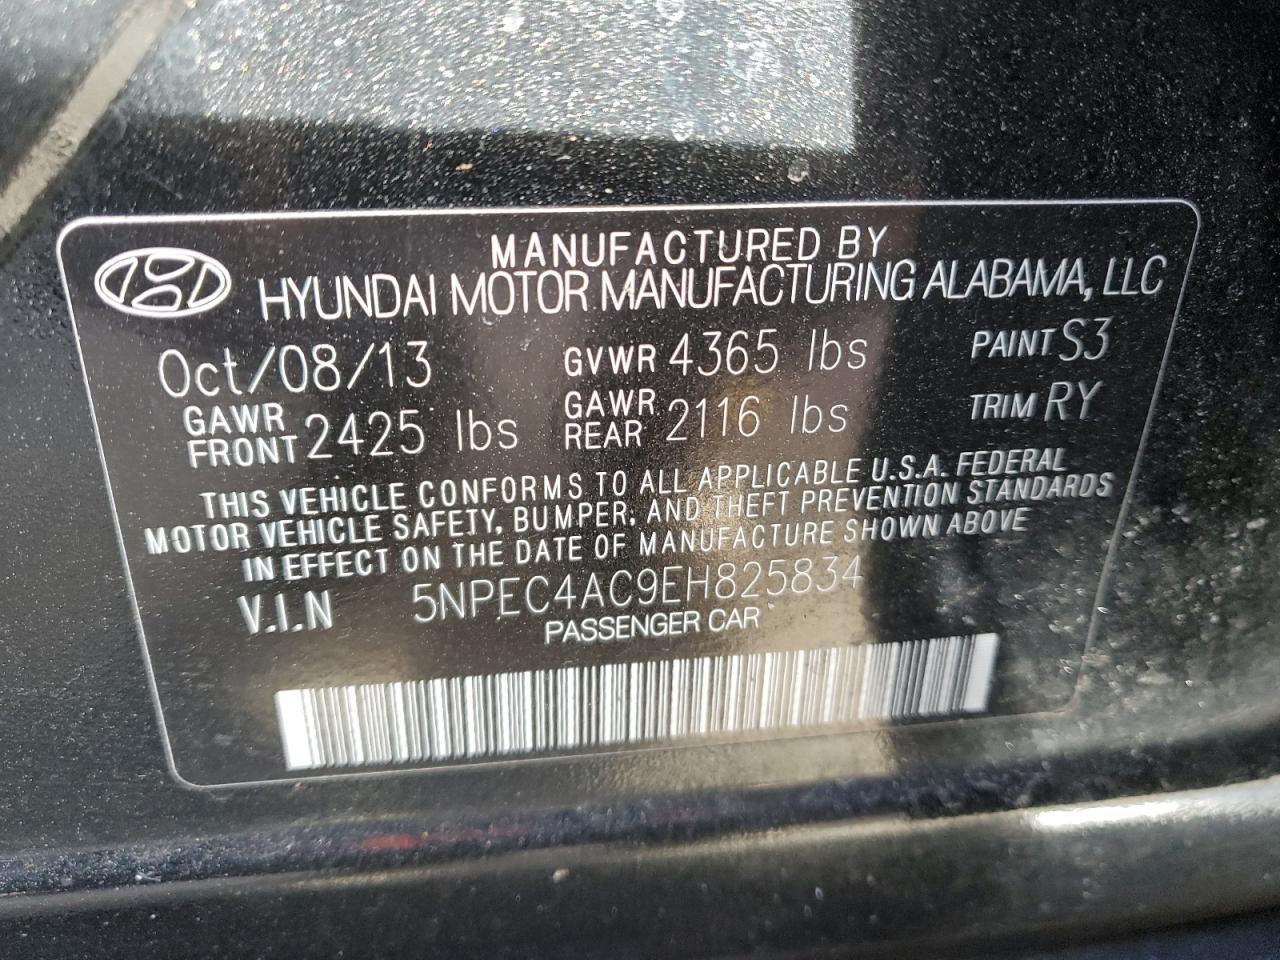 MANUFACTURED BY
HYUNDAI MOTOR MANUFACTURING ALABAMA, LLC
Oct/08/13 GVWR 4365 lbs PAINT S3
GAWR FRONT 2425 lbs GAWR REAR 2116 lbs TRIM RY
THIS VEHICLE CONFORMS TO ALL APPLICABLE U.S.A. FEDERAL
MOTOR VEHICLE SAFETY, BUMPER, AND THEFT PREVENTION STANDARDS
IN EFFECT ON THE DATE OF MANUFACTURE SHOWN ABOVE
V.I.N 5NPEC4AC9EH825834
PASSENGER CAR